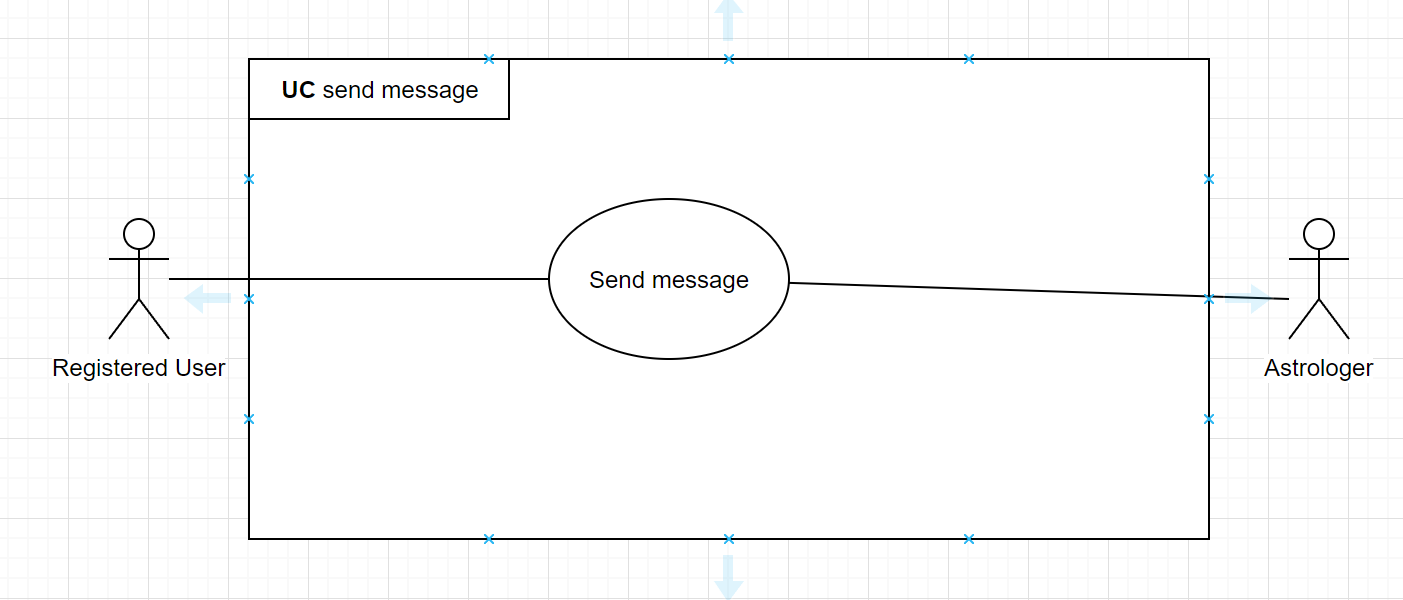 UC send message
Send message
Registered User
Astrologer